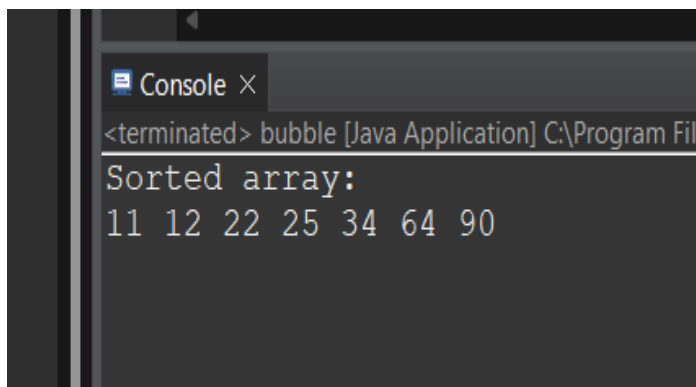 Console
<terminated> bubble [Java Application] C:\Program Fil
Sorted array:
11 12 22 25 34 64 90